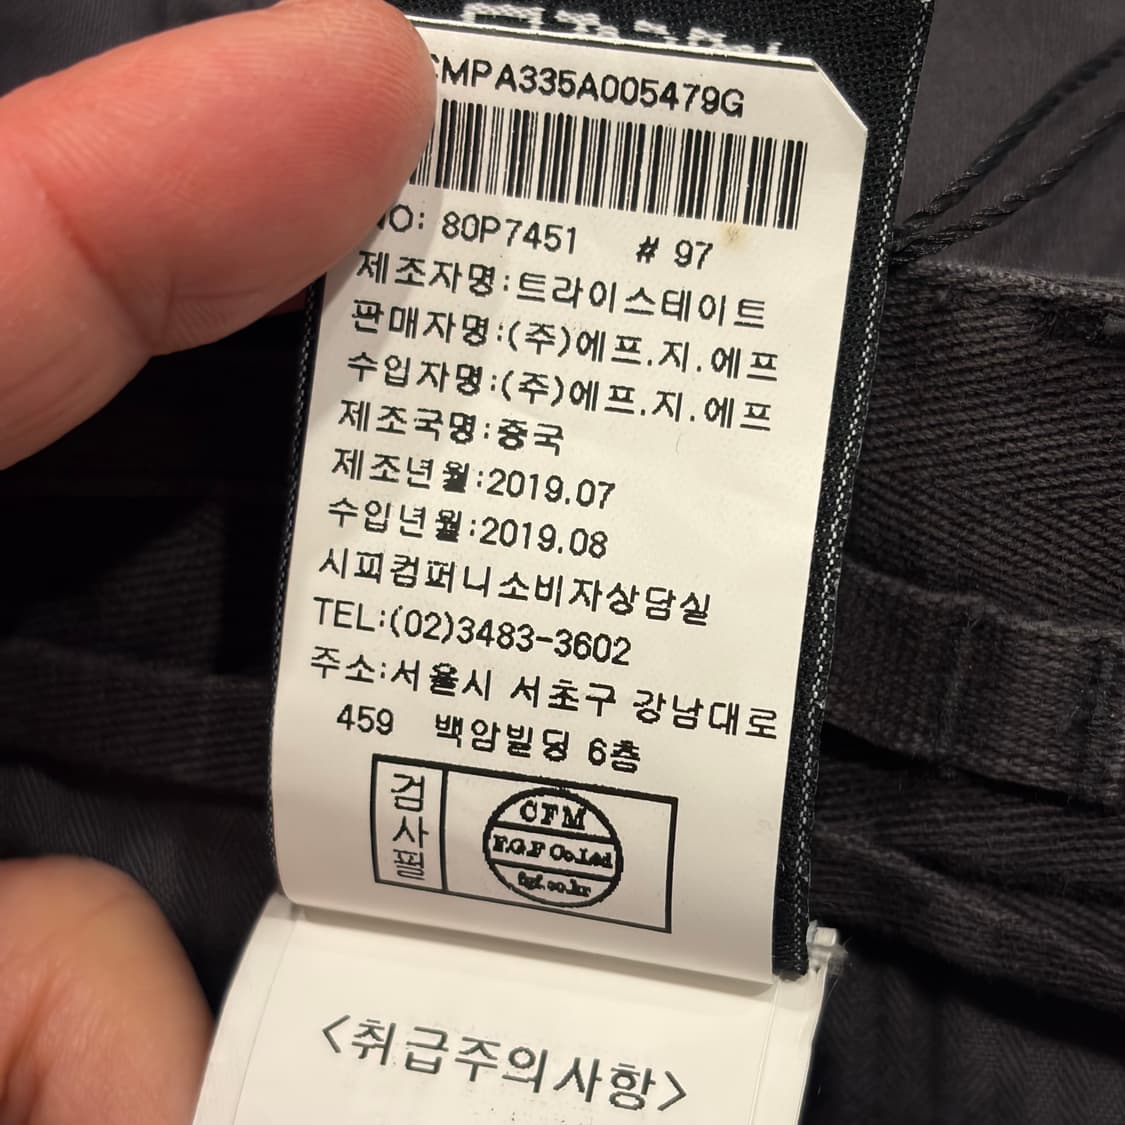 CMPA335A005479G
NO: 80P7451 # 97
제조자명:트라이스테이트
판매자명:(주)에프.지.에프
수입자명:(주)에프.지.에프
제조국명:중국
제조년월:2019.07
수입년월:2019.08
시피컴퍼니소비자상담실
TEL:(02)3483-3602
주소:서울시 서초구 강남대로
459 백암빌딩 6층
검사필
CFM
F.G.F Co.Ltd
fgf.co.kr
<취급주의사항>